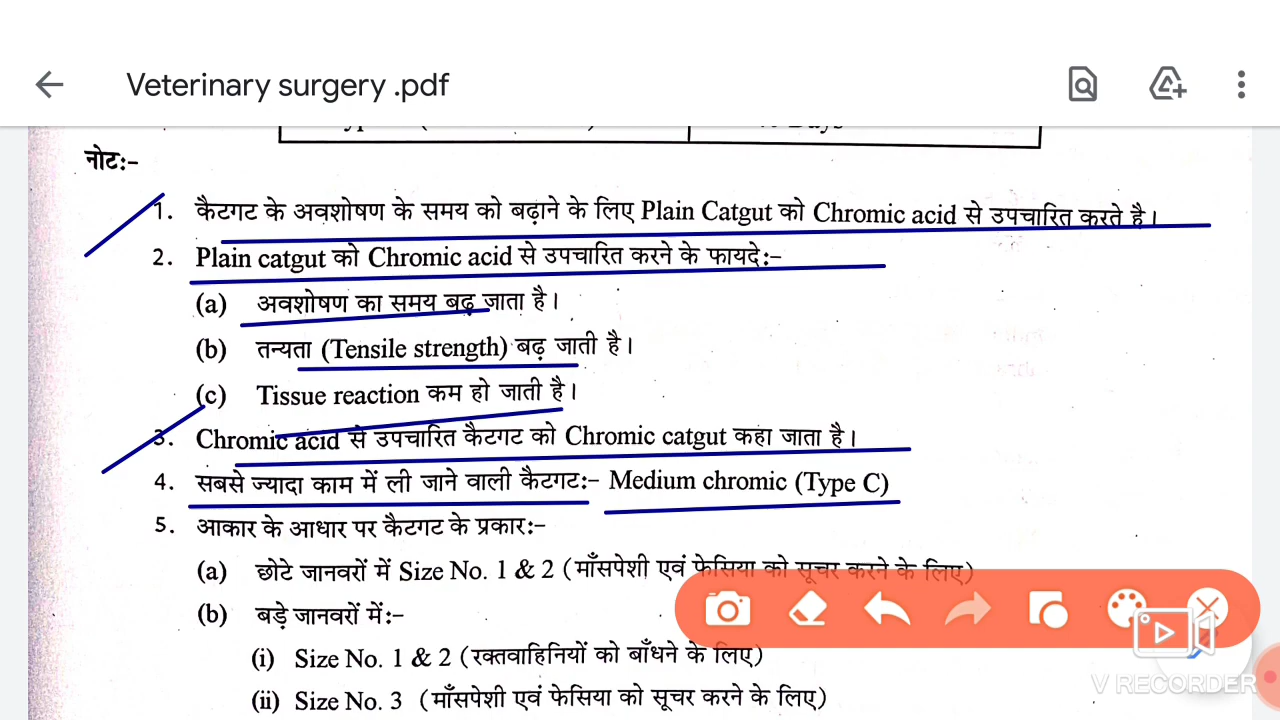 Veterinary surgery .pdf
नोटः-
1. कैटगट के अवशोषण के समय को बढ़ाने के लिए Plain Catgut को Chromic acid से उपचारित करते है।
2. Plain catgut को Chromic acid से उपचारित करने के फायदेः-
(a) अवशोषण का समय बढ़ जाता है।
(b) तन्यता (Tensile strength) बढ़ जाती है।
(c) Tissue reaction कम हो जाती है।
3. Chromic acid से उपचारित कैटगट को Chromic catgut कहा जाता है।
4. सबसे ज्यादा काम में ली जाने वाली कैटगटः- Medium chromic (Type C)
5. आकार के आधार पर कैटगट के प्रकारः-
(a) छोटे जानवरों में Size No. 1 & 2 (माँसपेशी एवं फेसिया को सूचर करने के लिए)
(b) बड़े जानवरों मेंः-
(i) Size No. 1 & 2 (रक्तवाहिनियों को बाँधने के लिए)
(ii) Size No. 3 (माँसपेशी एवं फेसिया को सूचर करने के लिए)
V RECORDER